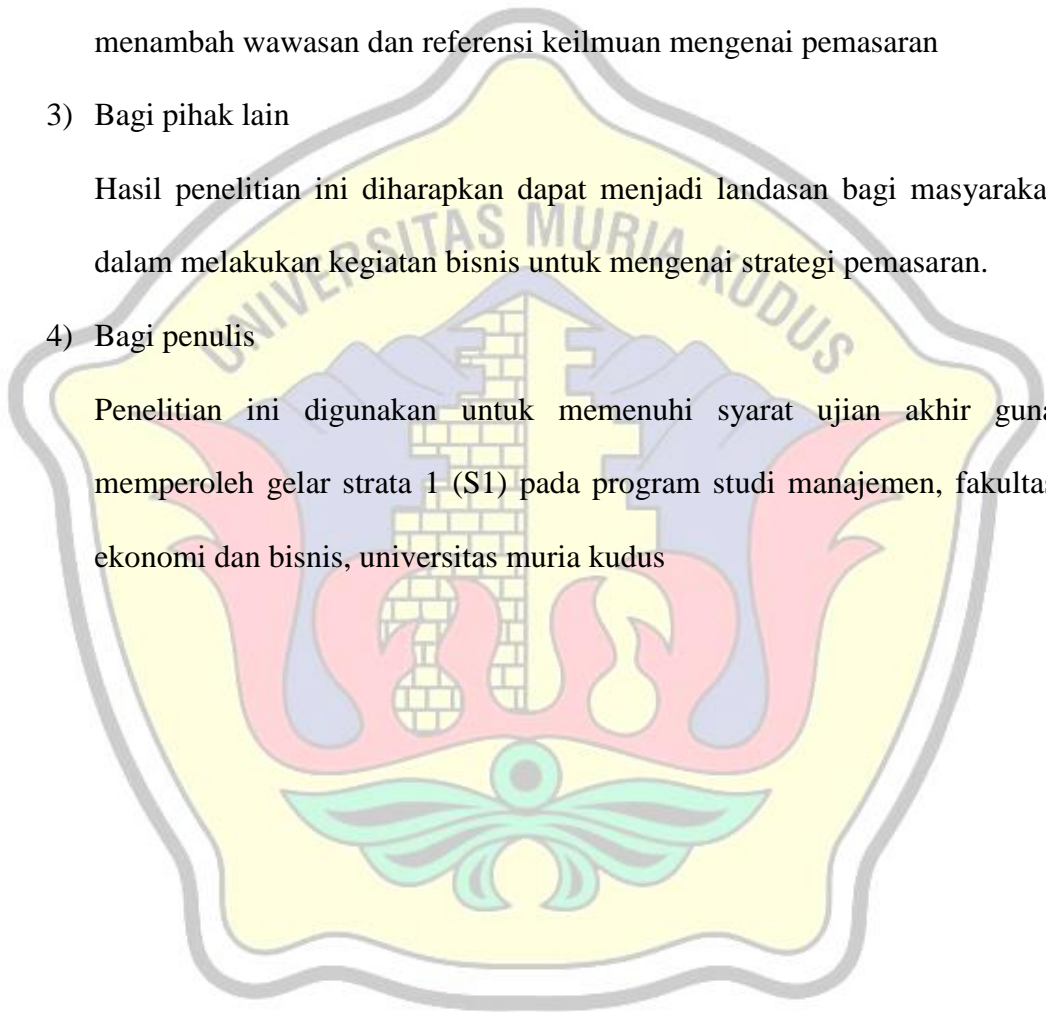 menambah wawasan dan referensi keilmuan mengenai pemasaran
3) Bagi pihak lain
Hasil penelitian ini diharapkan dapat menjadi landasan bagi masyaraka
dalam melakukan kegiatan bisnis untuk mengenai strategi pemasaran.
4) Bagi penulis
Penelitian ini digunakan untuk memenuhi syarat ujian akhir guna
memperoleh gelar strata 1 (S1) pada program studi manajemen, fakultas
ekonomi dan bisnis, universitas muria kudus
UNIVERSITAS MURIA KUDUS